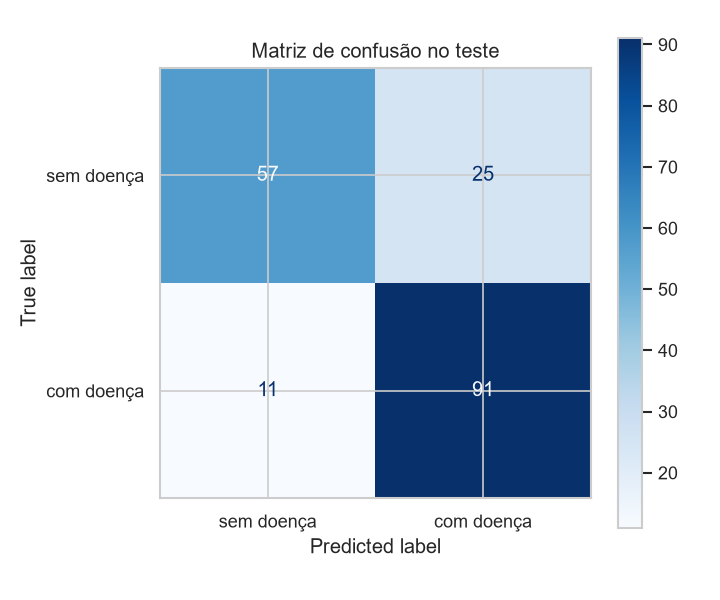 Matriz de confusão no teste
True label
sem doença
57
25
com doença
11
91
sem doença
com doença
Predicted label
90
80
70
60
50
40
30
20